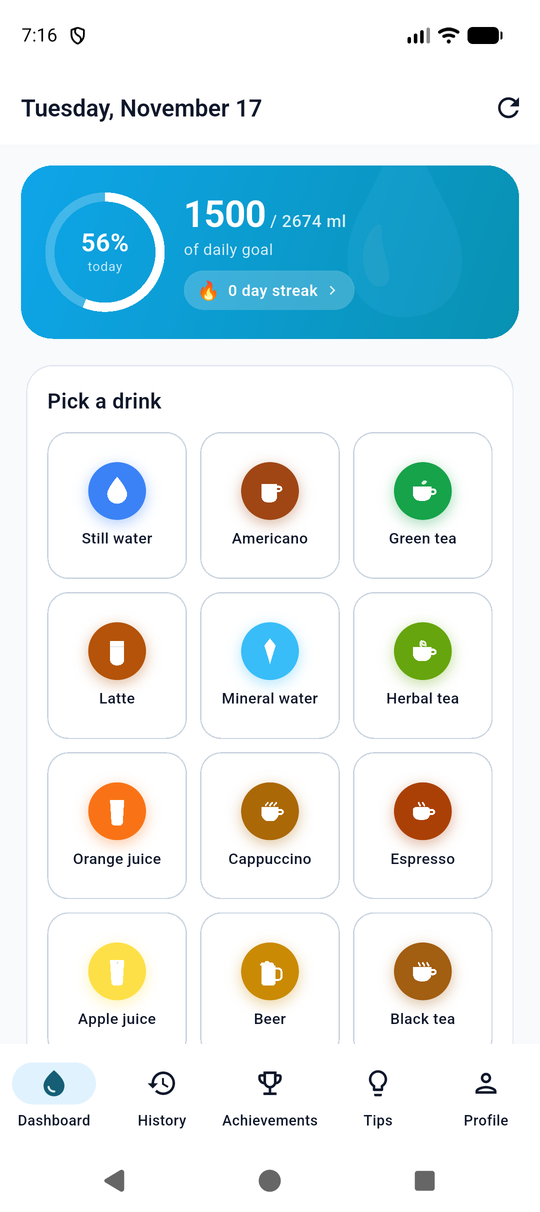 7:16
Tuesday, November 17
56%
today
1500 / 2674 ml
of daily goal
🔥 0 day streak
Pick a drink
Still water
Americano
Green tea
Latte
Mineral water
Herbal tea
Orange juice
Cappuccino
Espresso
Apple juice
Beer
Black tea
Dashboard
History
Achievements
Tips
Profile